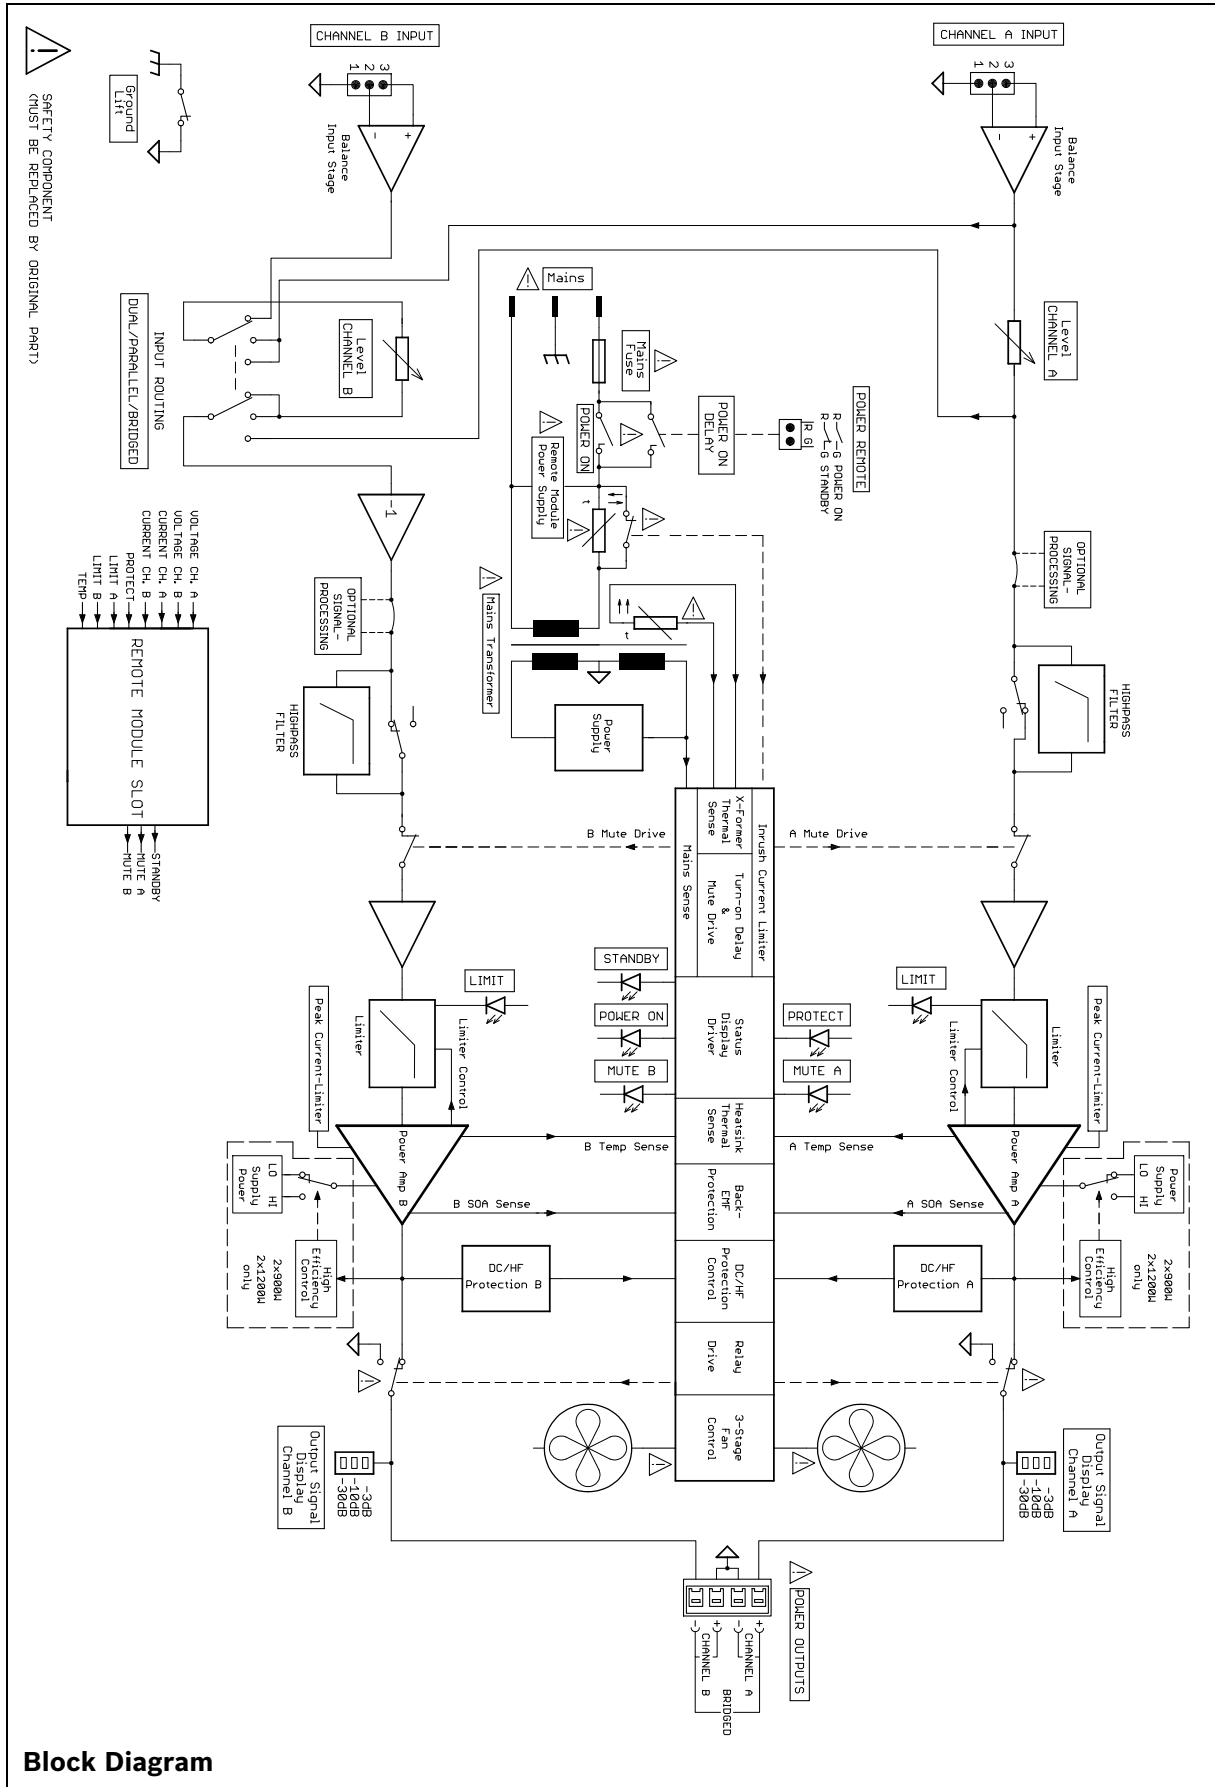 CHANNEL B INPUT
1 2 3
Balance
Input Stage
-
+
CHANNEL A INPUT
1 2 3
Balance
Input Stage
-
+
SAFETY COMPONENT
(MUST BE REPLACED BY ORIGINAL PART)
Ground
Lift
INPUT ROUTING
DUAL/PARALLEL/BRIDGED
Level
CHANNEL B
Level
CHANNEL A
Mains
Mains
Fuse
POWER ON
POWER ON
DELAY
R G
POWER REMOTE
R G POWER ON
R G STANDBY
Remote Module
Power Supply
t
Mains Transformer
t
Power
Supply
-1
OPTIONAL
SIGNAL-
PROCESSING
OPTIONAL
SIGNAL-
PROCESSING
HIGHPASS
FILTER
HIGHPASS
FILTER
VOLTAGE CH. A
VOLTAGE CH. B
CURRENT CH. A
CURRENT CH. B
PROTECT
LIMIT A
LIMIT B
TEMP
REMOTE MODULE SLOT
STANDBY
MUTE A
MUTE B
B Mute Drive
A Mute Drive
Inrush Current Limiter
X-Former
Thermal
Sense
Turn-on Delay
&
Mute Drive
Mains Sense
STANDBY
POWER ON
MUTE B
Status
Display
Driver
PROTECT
MUTE A
LIMIT
Limiter
Limiter Control
Peak Current-Limiter
LIMIT
Limiter
Limiter Control
Peak Current-Limiter
Power Amp B
Power Amp A
B Temp Sense
A Temp Sense
Heatsink
Thermal
Sense
B SOA Sense
A SOA Sense
Back-
EMF
Protection
Power
Supply
LO HI
High
Efficiency
Control
2x900W
2x1200W
only
Power
Supply
LO HI
High
Efficiency
Control
2x900W
2x1200W
only
DC/HF
Protection B
DC/HF
Protection
Control
DC/HF
Protection A
Relay
Drive
3-Stage
Fan
Control
Output Signal
Display
Channel B
-3dB
-10dB
-30dB
Output Signal
Display
Channel A
-3dB
-10dB
-30dB
POWER OUTPUTS
- + - +
CHANNEL B
CHANNEL A
BRIDGED
Block Diagram